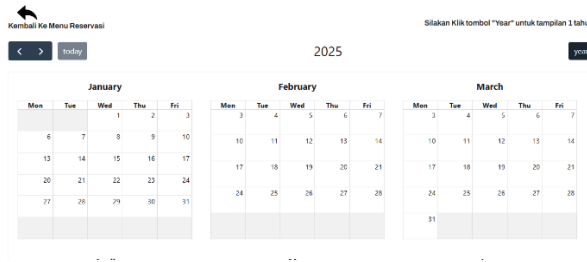 Kembali Ke Menu Reservasi
Silakan Klik tombol "Year" untuk tampilan 1 tahu
today
2025
year
January
February
March
Mon Tue Wed Thu Fri
Mon Tue Wed Thu Fri
Mon Tue Wed Thu Fri
1 2 3
3 4 5 6 7
3 4 5 6 7
6 7 8 9 10
10 11 12 13 14
10 11 12 13 14
13 14 15 16 17
17 18 19 20 21
17 18 19 20 21
20 21 22 23 24
24 25 26 27 28
24 25 26 27 28
27 28 29 30 31
31